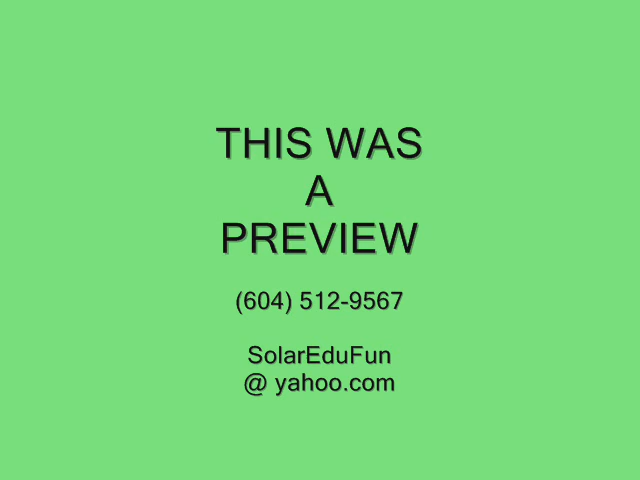 THIS WAS
A
PREVIEW
(604) 512-9567
SolarEduFun
@ yahoo.com